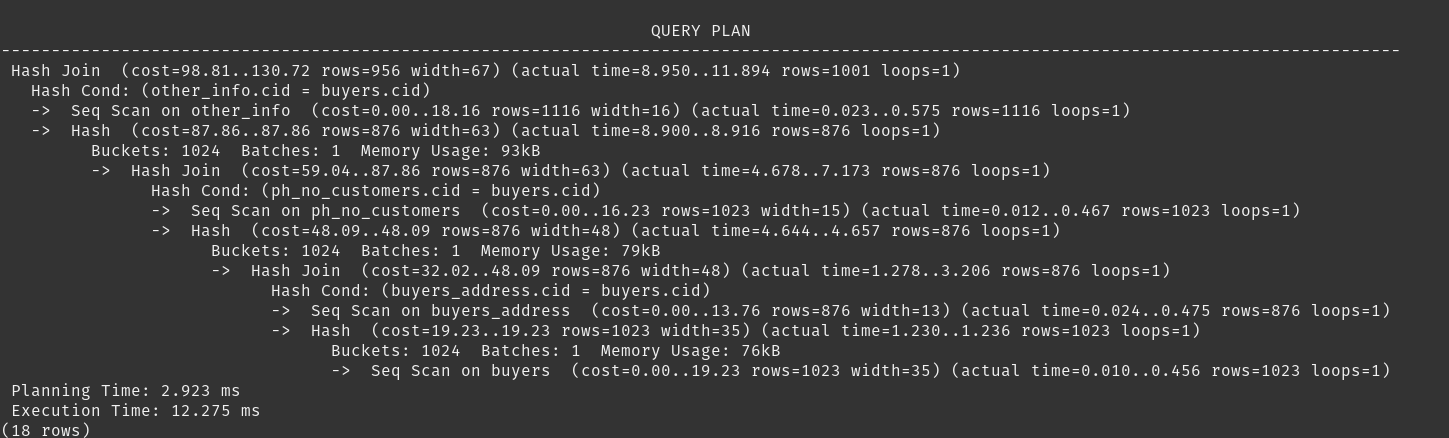 QUERY PLAN
--------------------------------------------------------------------------------------------------------------------------------------------
Hash Join  (cost=98.81..130.72 rows=956 width=67) (actual time=8.950..11.894 rows=1001 loops=1)
  Hash Cond: (other_info.cid = buyers.cid)
  ->  Seq Scan on other_info  (cost=0.00..18.16 rows=1116 width=16) (actual time=0.023..0.575 rows=1116 loops=1)
  ->  Hash  (cost=87.86..87.86 rows=876 width=63) (actual time=8.900..8.916 rows=876 loops=1)
        Buckets: 1024  Batches: 1  Memory Usage: 93kB
        ->  Hash Join  (cost=59.04..87.86 rows=876 width=63) (actual time=4.678..7.173 rows=876 loops=1)
              Hash Cond: (ph_no_customers.cid = buyers.cid)
              ->  Seq Scan on ph_no_customers  (cost=0.00..16.23 rows=1023 width=15) (actual time=0.012..0.467 rows=1023 loops=1)
              ->  Hash  (cost=48.09..48.09 rows=876 width=48) (actual time=4.644..4.657 rows=876 loops=1)
                    Buckets: 1024  Batches: 1  Memory Usage: 79kB
                    ->  Hash Join  (cost=32.02..48.09 rows=876 width=48) (actual time=1.278..3.206 rows=876 loops=1)
                          Hash Cond: (buyers_address.cid = buyers.cid)
                          ->  Seq Scan on buyers_address  (cost=0.00..13.76 rows=876 width=13) (actual time=0.024..0.475 rows=876 loops=1)
                          ->  Hash  (cost=19.23..19.23 rows=1023 width=35) (actual time=1.230..1.236 rows=1023 loops=1)
                                Buckets: 1024  Batches: 1  Memory Usage: 76kB
                                ->  Seq Scan on buyers  (cost=0.00..19.23 rows=1023 width=35) (actual time=0.010..0.456 rows=1023 loops=1)
Planning Time: 2.923 ms
Execution Time: 12.275 ms
(18 rows)